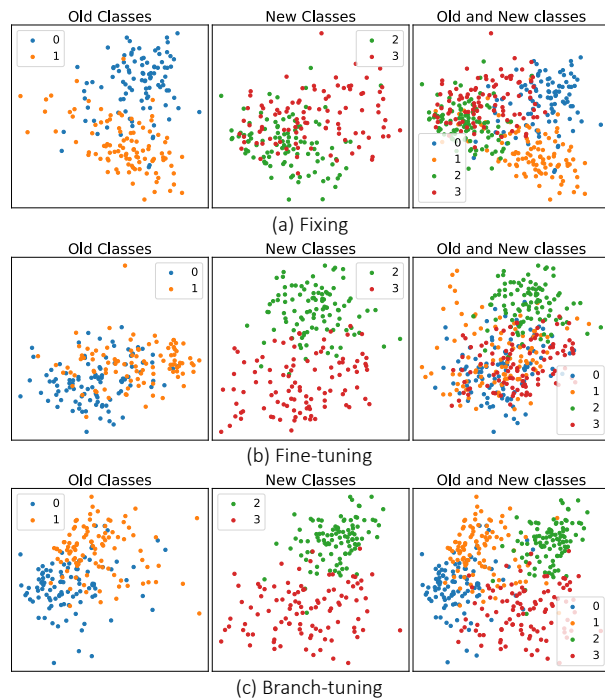 Old Classes
New Classes
Old and New classes
0
1
2
3
0
1
2
3
(a) Fixing
Old Classes
New Classes
Old and New classes
0
1
2
3
0
1
2
3
(b) Fine-tuning
Old Classes
New Classes
Old and New classes
0
1
2
3
0
1
2
3
(c) Branch-tuning